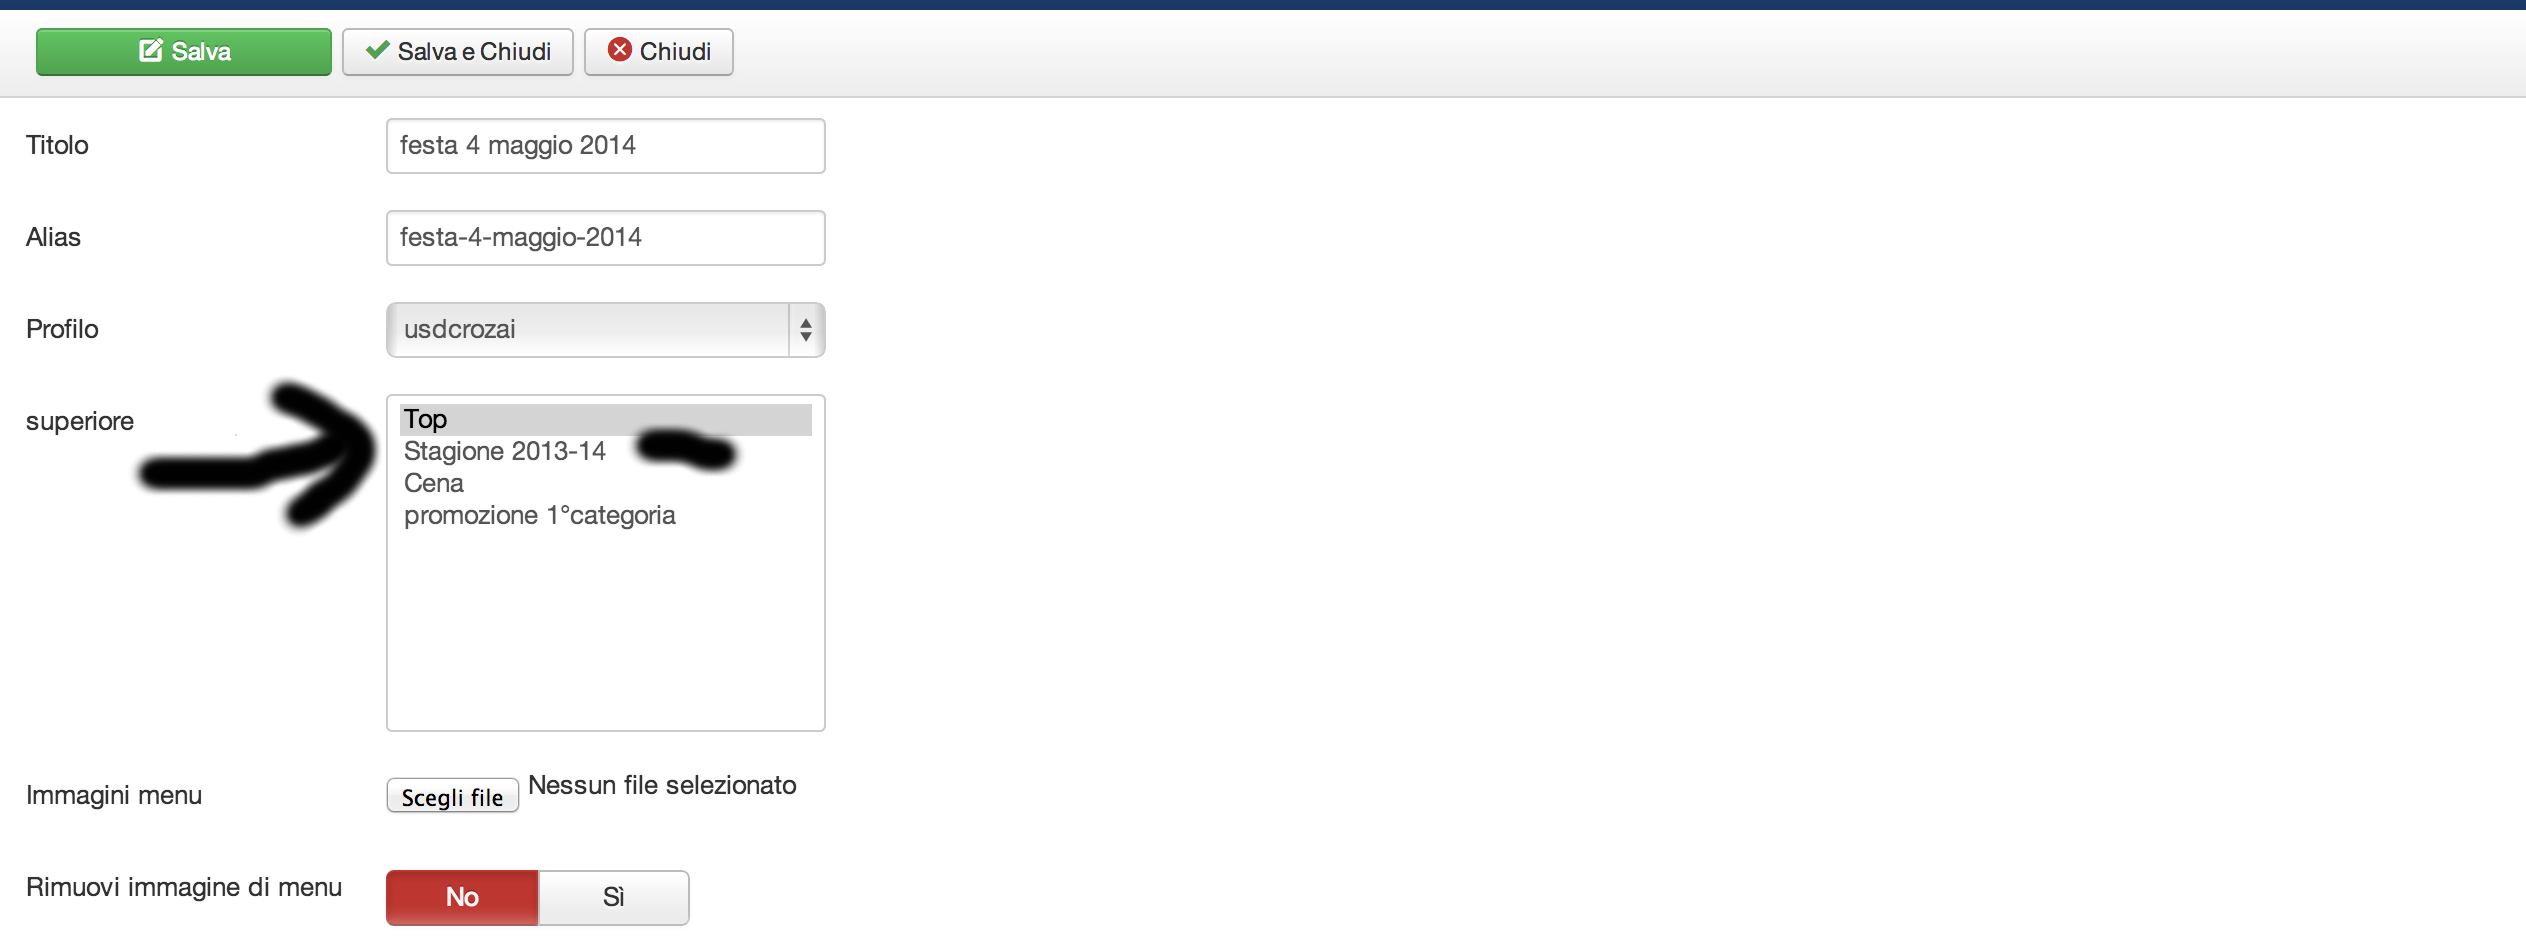 Salva
Salva e Chiudi
Chiudi
Titolo
festa 4 maggio 2014
Alias
festa-4-maggio-2014
Profilo
usdcrozai
superiore
Top
Stagione 2013-14
Cena
promozione 1°categoria
Immagini menu
Scegli file
Nessun file selezionato
Rimuovi immagine di menu
No
Sì